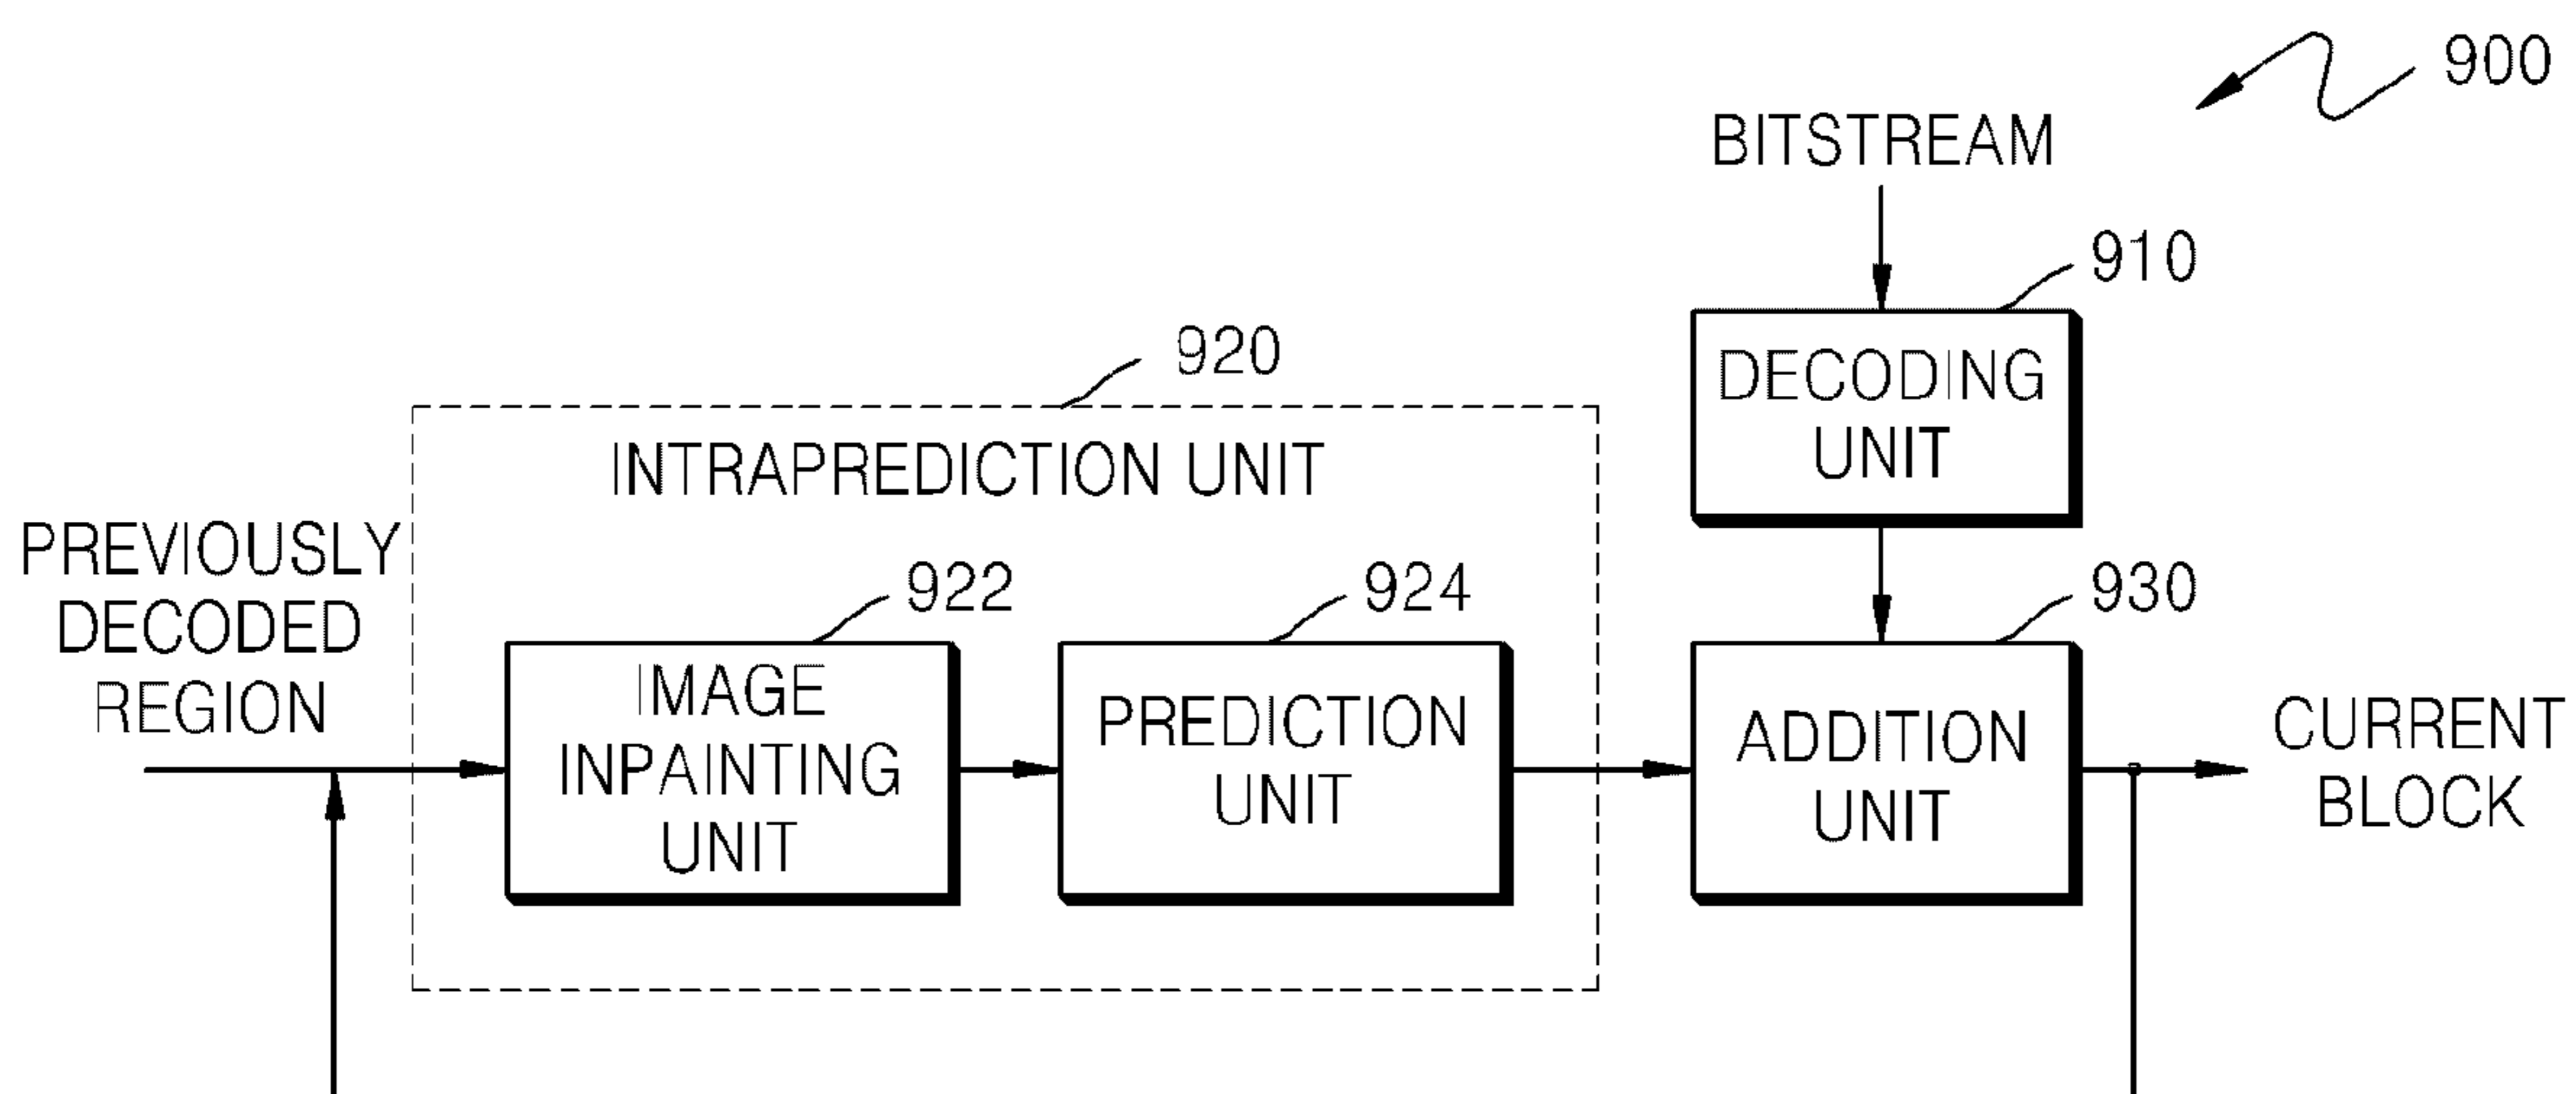 900
BITSTREAM
910
DECODING
UNIT
920
INTRAPREDICTION UNIT
PREVIOUSLY
DECODED
REGION
922
IMAGE
INPAINTING
UNIT
924
PREDICTION
UNIT
930
ADDITION
UNIT
CURRENT
BLOCK